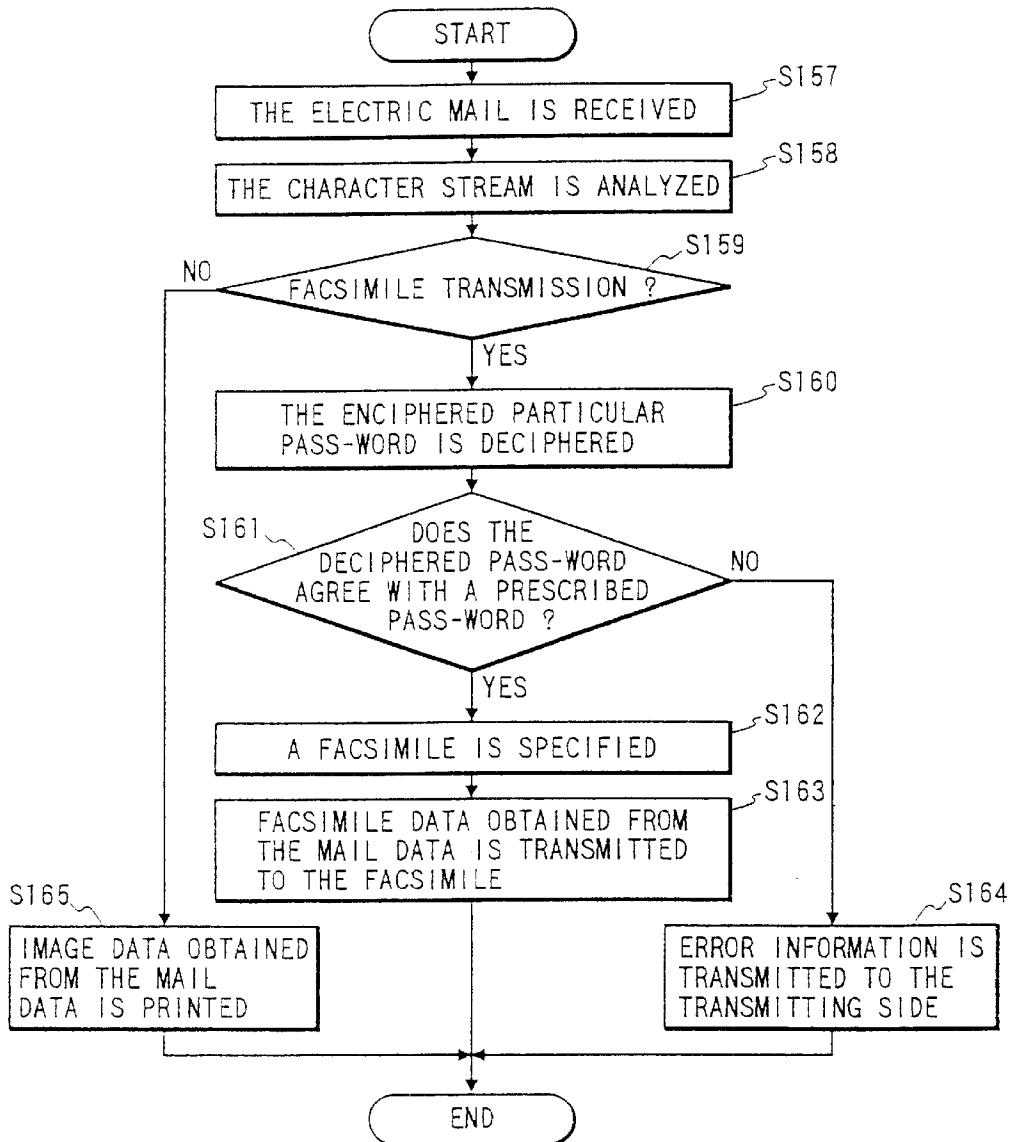 START
S157
THE ELECTRIC MAIL IS RECEIVED
S158
THE CHARACTER STREAM IS ANALYZED
S159
NO
FACSIMILE TRANSMISSION ?
YES
S160
THE ENCIPHERED PARTICULAR
PASS-WORD IS DECIPHERED
S161
DOES THE
DECIPHERED PASS-WORD
AGREE WITH A PRESCRIBED
PASS-WORD ?
NO
YES
S162
A FACSIMILE IS SPECIFIED
S163
FACSIMILE DATA OBTAINED FROM
THE MAIL DATA IS TRANSMITTED
TO THE FACSIMILE
S165
IMAGE DATA OBTAINED
FROM THE MAIL
DATA IS PRINTED
S164
ERROR INFORMATION IS
TRANSMITTED TO THE
TRANSMITTING SIDE
END